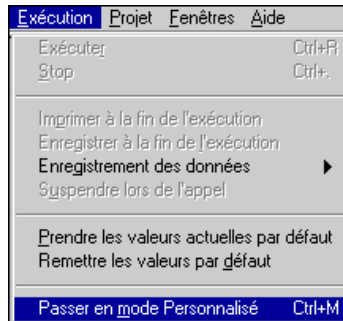 Exécution Projet Fenêtres Aide
Exécuter Ctrl+R
Stop Ctrl+.
Imprimer à la fin de l'exécution
Enregistrer à la fin de l'exécution
Enregistrement des données
Suspendre lors de l'appel
Prendre les valeurs actuelles par défaut
Remettre les valeurs par défaut
Passer en mode Personnalisé Ctrl+M